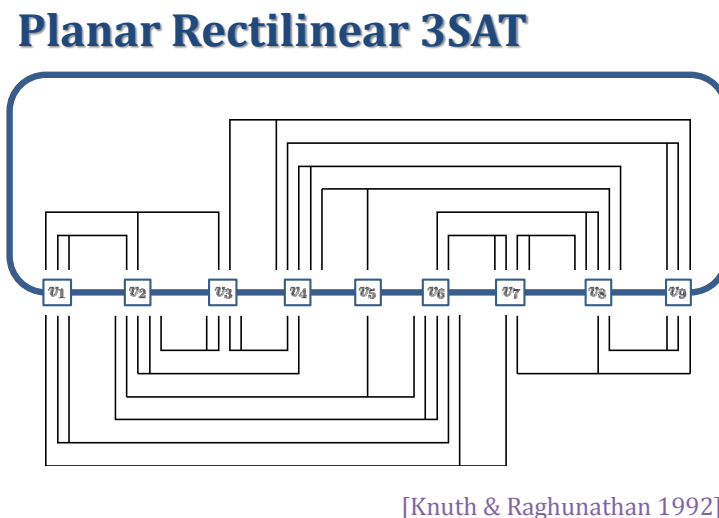 Planar Rectilinear 3SAT
v1 v2 v3 v4 v5 v6 v7 v8 v9
[Knuth & Raghunathan 1992]